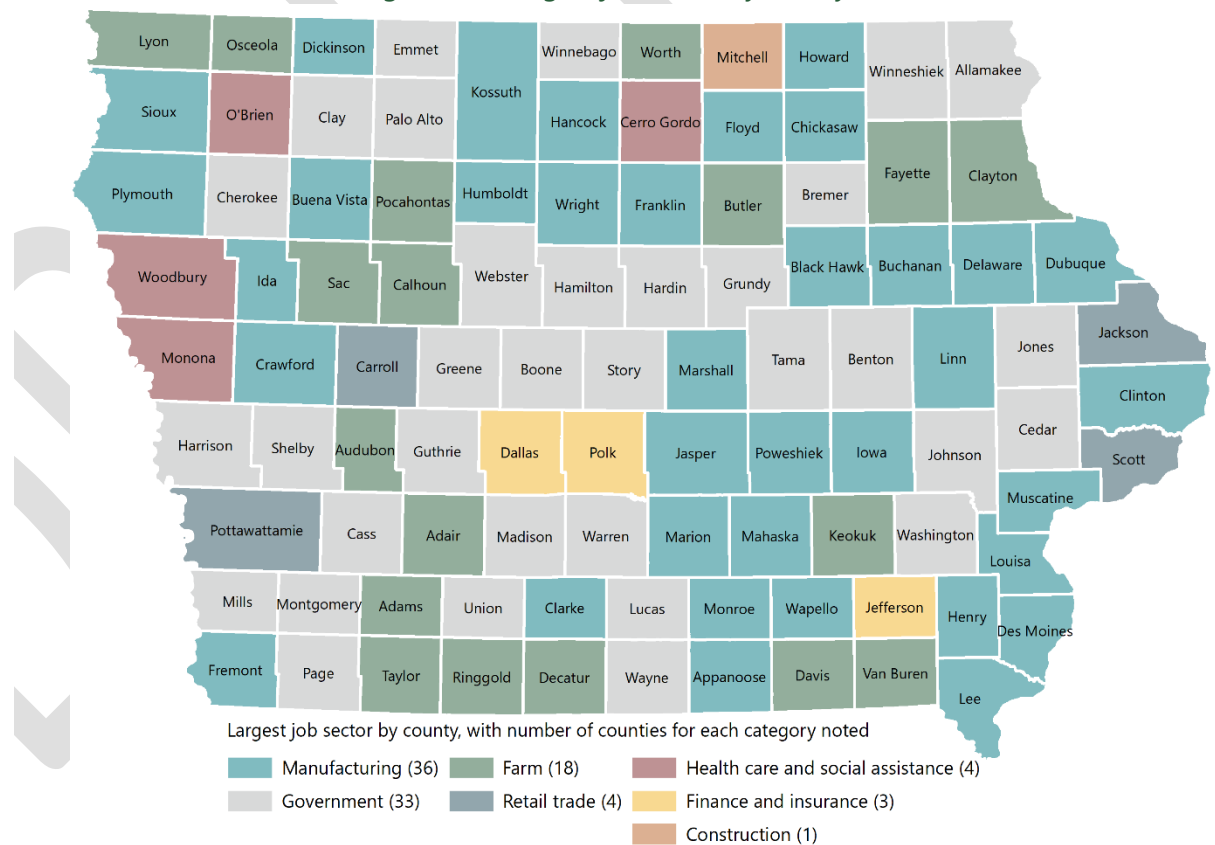 Lyon
Osceola
Dickinson
Emmet
Winnebago
Worth
Mitchell
Howard
Winneshiek
Allamakee
Kossuth
Sioux
O'Brien
Clay
Palo Alto
Hancock
Cerro Gordo
Floyd
Chickasaw
Plymouth
Cherokee
Buena Vista
Pocahontas
Humboldt
Wright
Franklin
Butler
Bremer
Fayette
Clayton
Woodbury
Ida
Sac
Calhoun
Webster
Hamilton
Hardin
Grundy
Black Hawk
Buchanan
Delaware
Dubuque
Monona
Crawford
Carroll
Greene
Boone
Story
Marshall
Tama
Benton
Linn
Jones
Jackson
Clinton
Harrison
Shelby
Audubon
Guthrie
Dallas
Polk
Jasper
Poweshiek
Iowa
Johnson
Cedar
Scott
Muscatine
Pottawattamie
Cass
Adair
Madison
Warren
Marion
Mahaska
Keokuk
Washington
Louisa
Mills
Montgomery
Adams
Union
Clarke
Lucas
Monroe
Wapello
Jefferson
Henry
Des Moines
Fremont
Page
Taylor
Ringgold
Decatur
Wayne
Appanoose
Davis
Van Buren
Lee
Largest job sector by county, with number of counties for each category noted
Manufacturing (36)
Farm (18)
Health care and social assistance (4)
Government (33)
Retail trade (4)
Finance and insurance (3)
Construction (1)